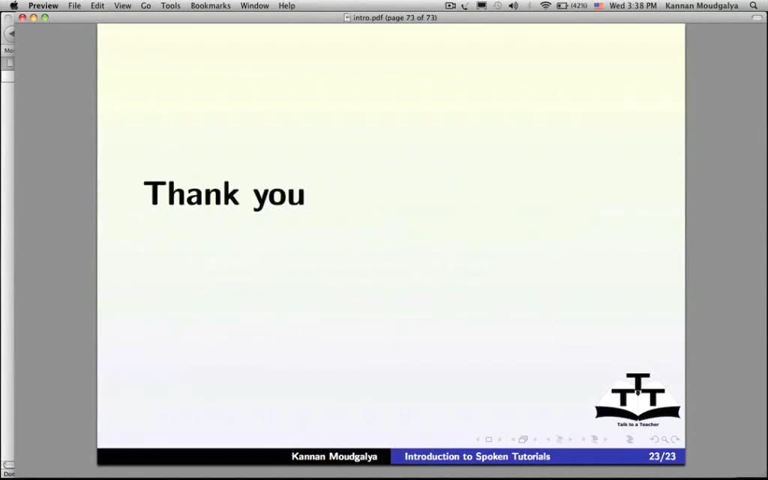 Preview File Edit View Go Tools Bookmarks Window Help (42%) Wed 3:38 PM Kannan Moudgalya
intro.pdf (page 73 of 73)
Thank you
T
T T
Talk to a Teacher
Kannan Moudgalya Introduction to Spoken Tutorials 23/23